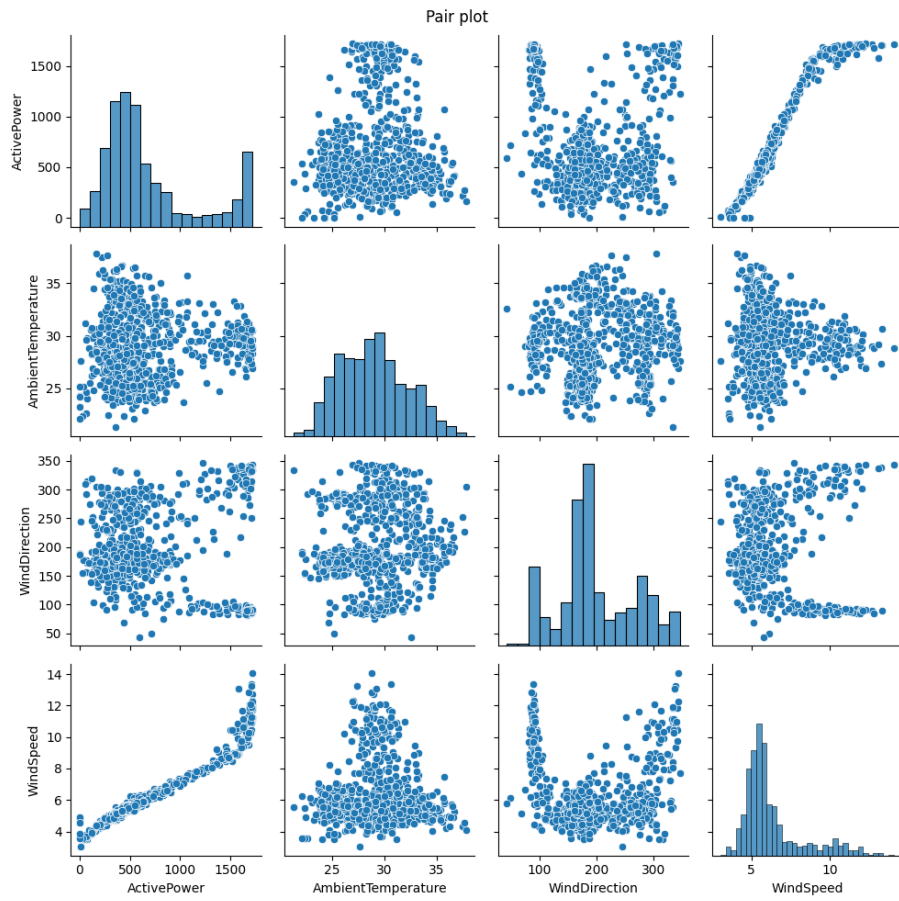 Pair plot
ActivePower
1500
1000
500
0
AmbientTemperature
35
30
25
WindDirection
350
300
250
200
150
100
50
WindSpeed
14
12
10
8
6
4
0 500 1000 1500
25 30 35
100 200 300
5 10
ActivePower AmbientTemperature WindDirection WindSpeed